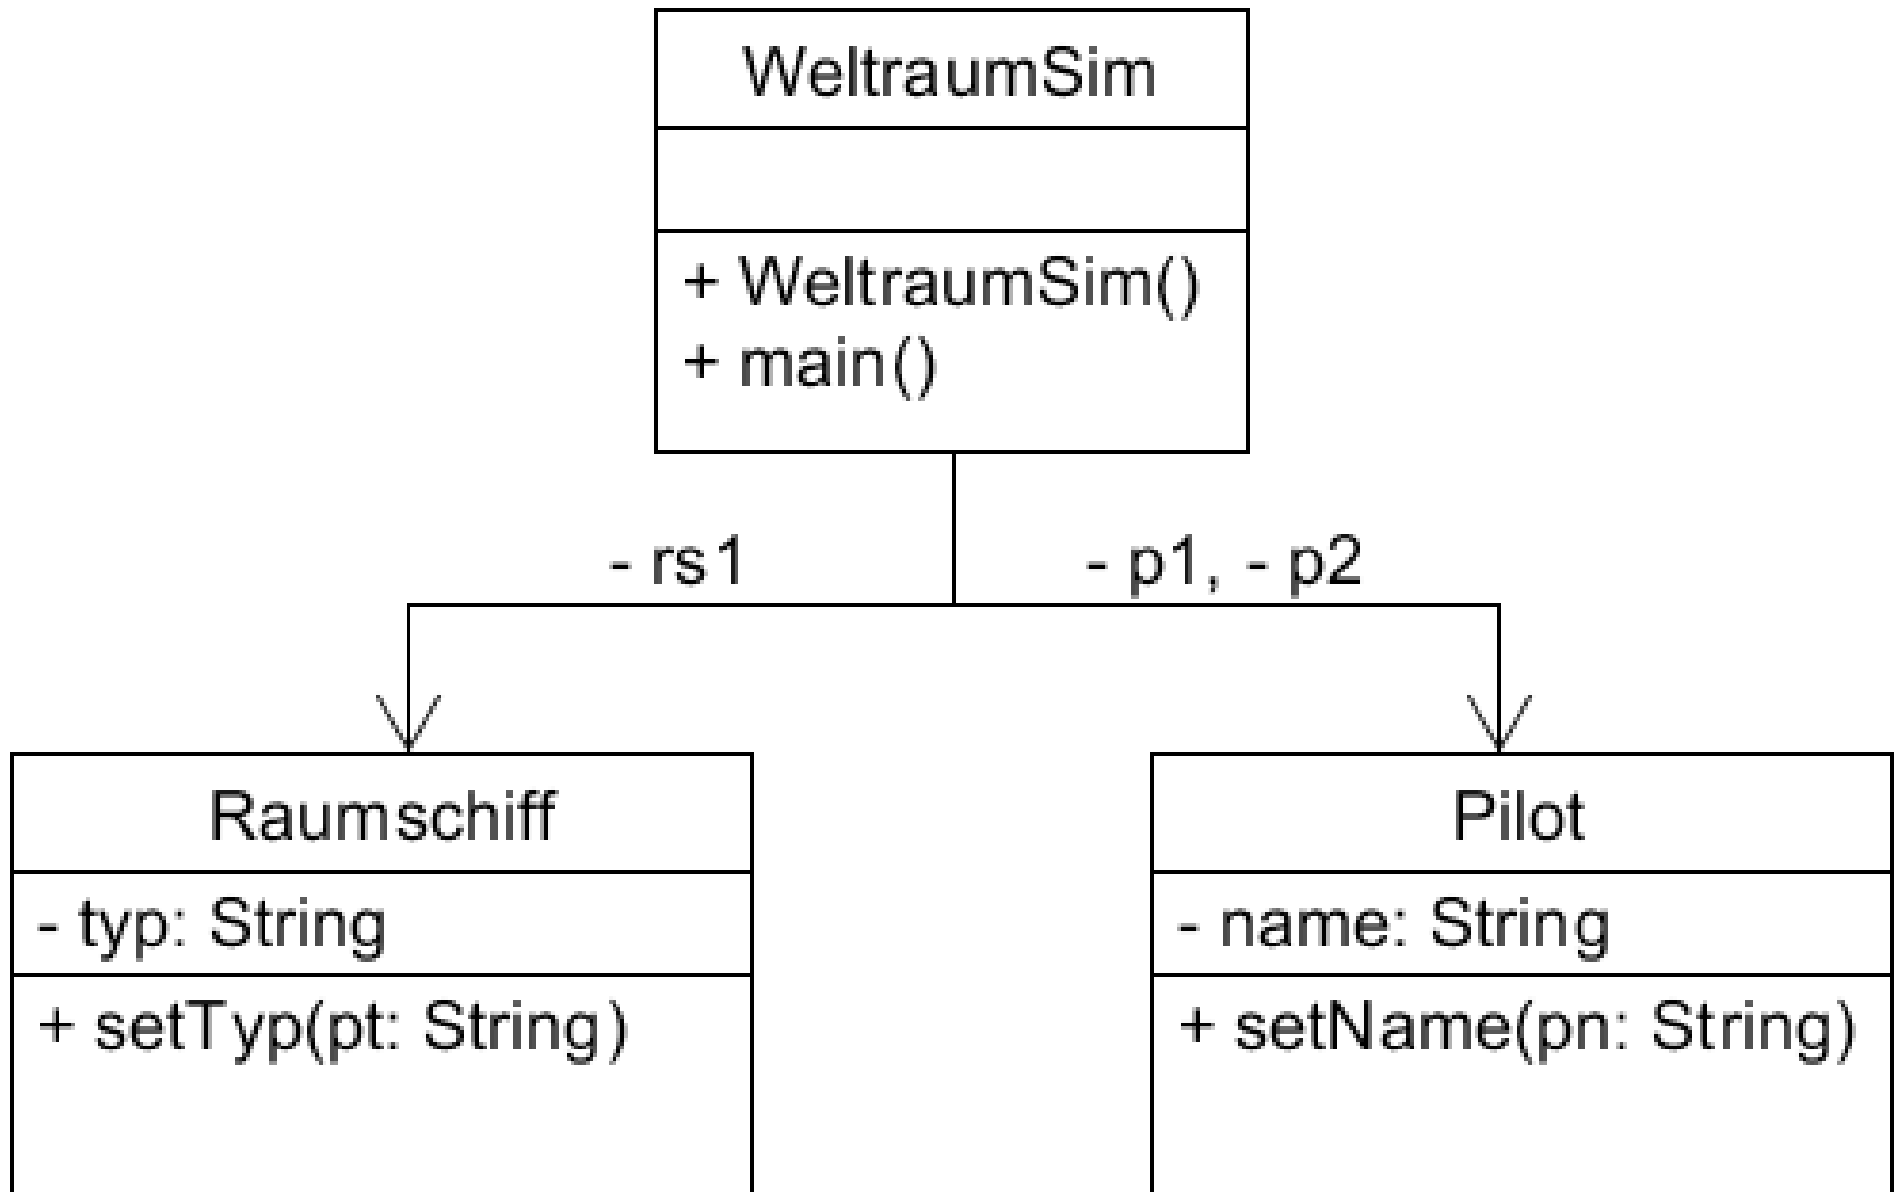 WeltraumSim
+ WeltraumSim()
+ main()
- rs1
- p1, - p2
Raumschiff
- typ: String
+ setTyp(pt: String)
Pilot
- name: String
+ setName(pn: String)